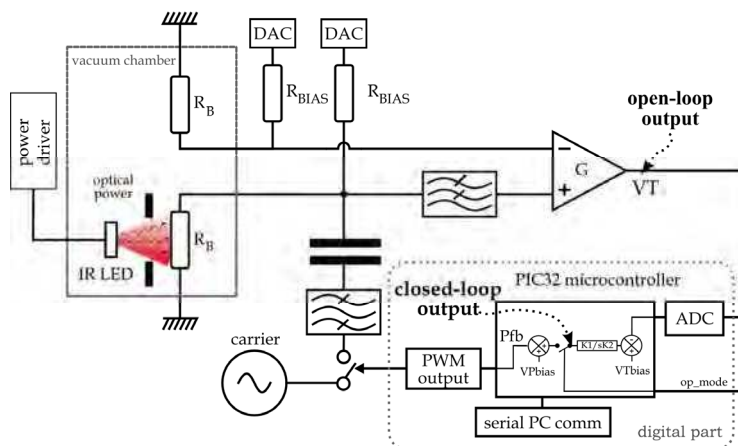 DAC
DAC
vacuum chamber
R_B
R_BIAS
R_BIAS
power driver
open-loop
output
−
G
+
VT
optical
power
R_B
IR LED
PIC32 microcontroller
closed-loop
output
ADC
carrier
Pfb
K1/sK2
PWM
output
VPbias
VTbias
op_mode
serial PC comm
digital part